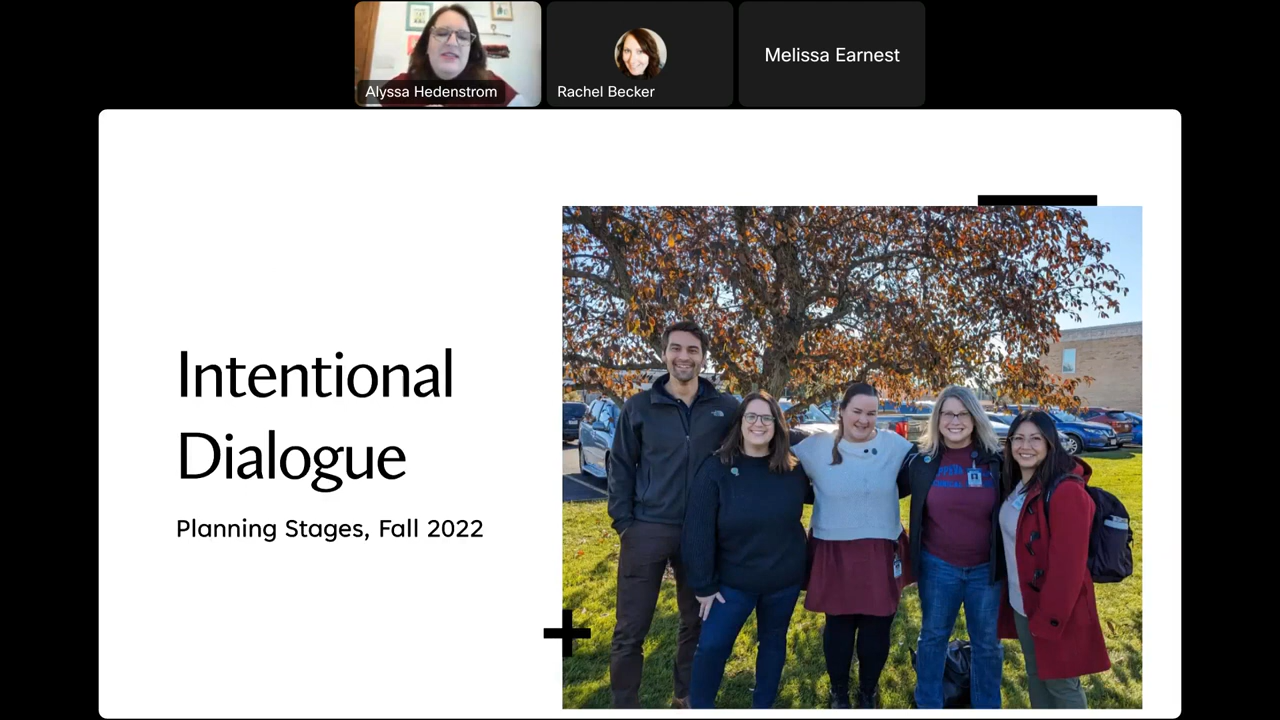 Alyssa Hedenstrom
Rachel Becker
Melissa Earnest
Intentional
Dialogue
Planning Stages, Fall 2022